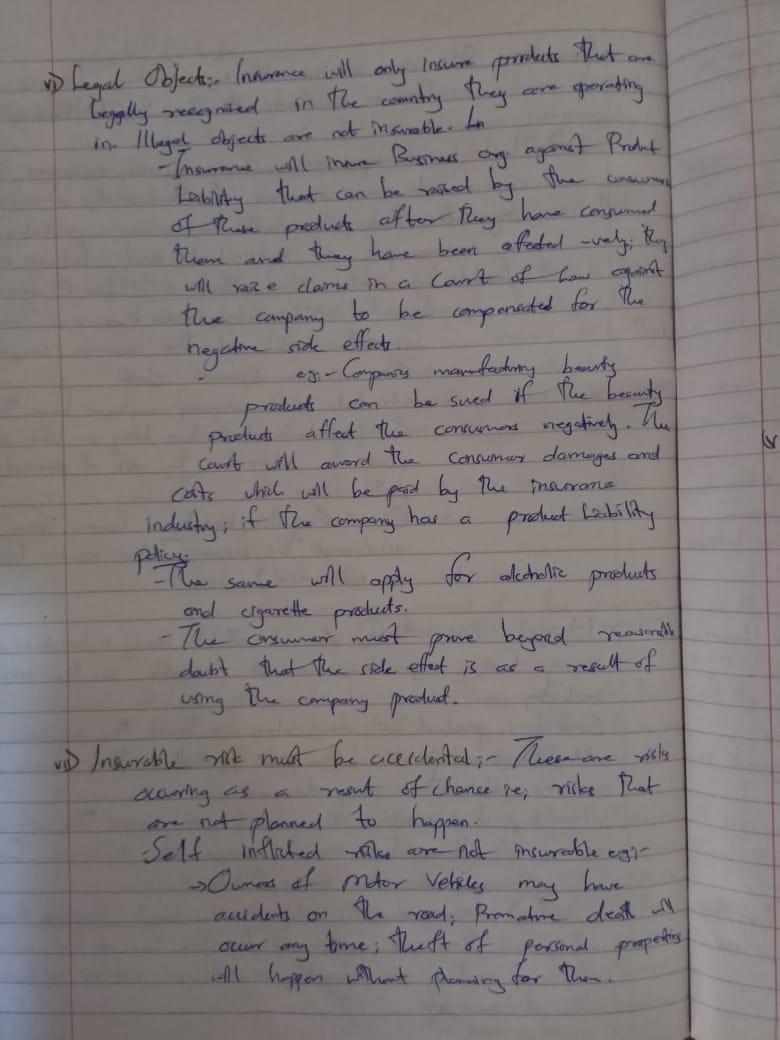 vi) Legal Objects:- Insurance will only insure products that are
legally recognised in the country they are operating
in. Illegal objects are not insurable. In
-Insurance will insure Business org. against Product
Liability that can be raised by the consumers
of these products after they have consumed
them and they have been affected -vely; they
will raize claims in a Court of Law against
the company to be compensated for the
negative side effects.
eg:- Companies manufacturing beauty
products can be sued if the beauty
products affect the consumers negatively. The
court will award the consumer damages and
costs which will be paid by the insurance
industry; if the company has a product Liability
policy.
-The same will apply for alcoholic products
and cigarette products.
- The consumer must prove beyond reasonable
doubt that the side effect is as a result of
using the company product.
vii) Insurable risk must be accidental:- These are risks
occuring as a result of chance ie; risks that
are not planned to happen.
-Self inflicted risks are not insurable eg:-
→Owners of Motor Vehicles may have
accidents on the road; Premature death will
occur any time; theft of personal properties
will happen without planning for them.